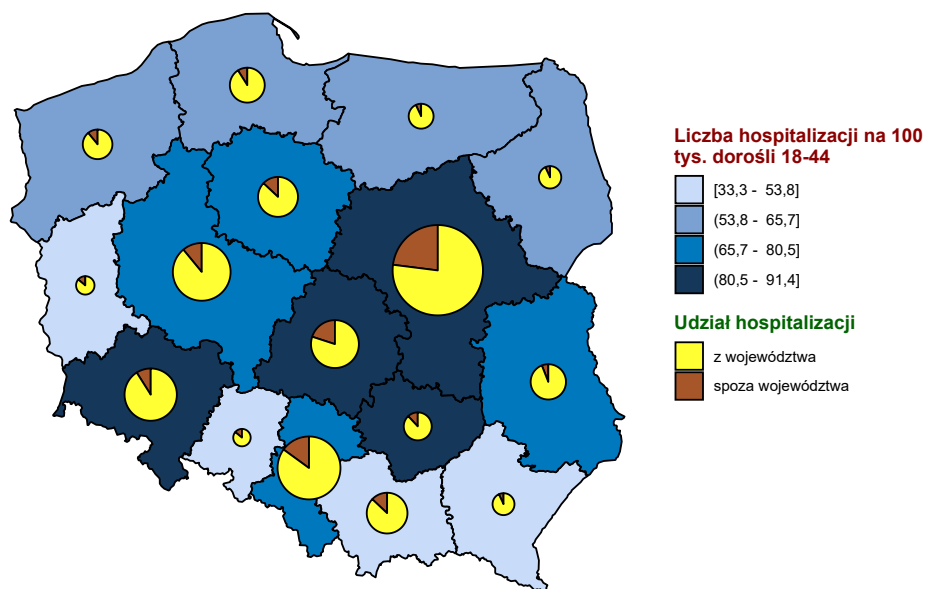 Liczba hospitalizacji na 100
tys. dorośli 18-44
[33,3 - 53,8]
(53,8 - 65,7]
(65,7 - 80,5]
(80,5 - 91,4]
Udział hospitalizacji
z województwa
spoza województwa